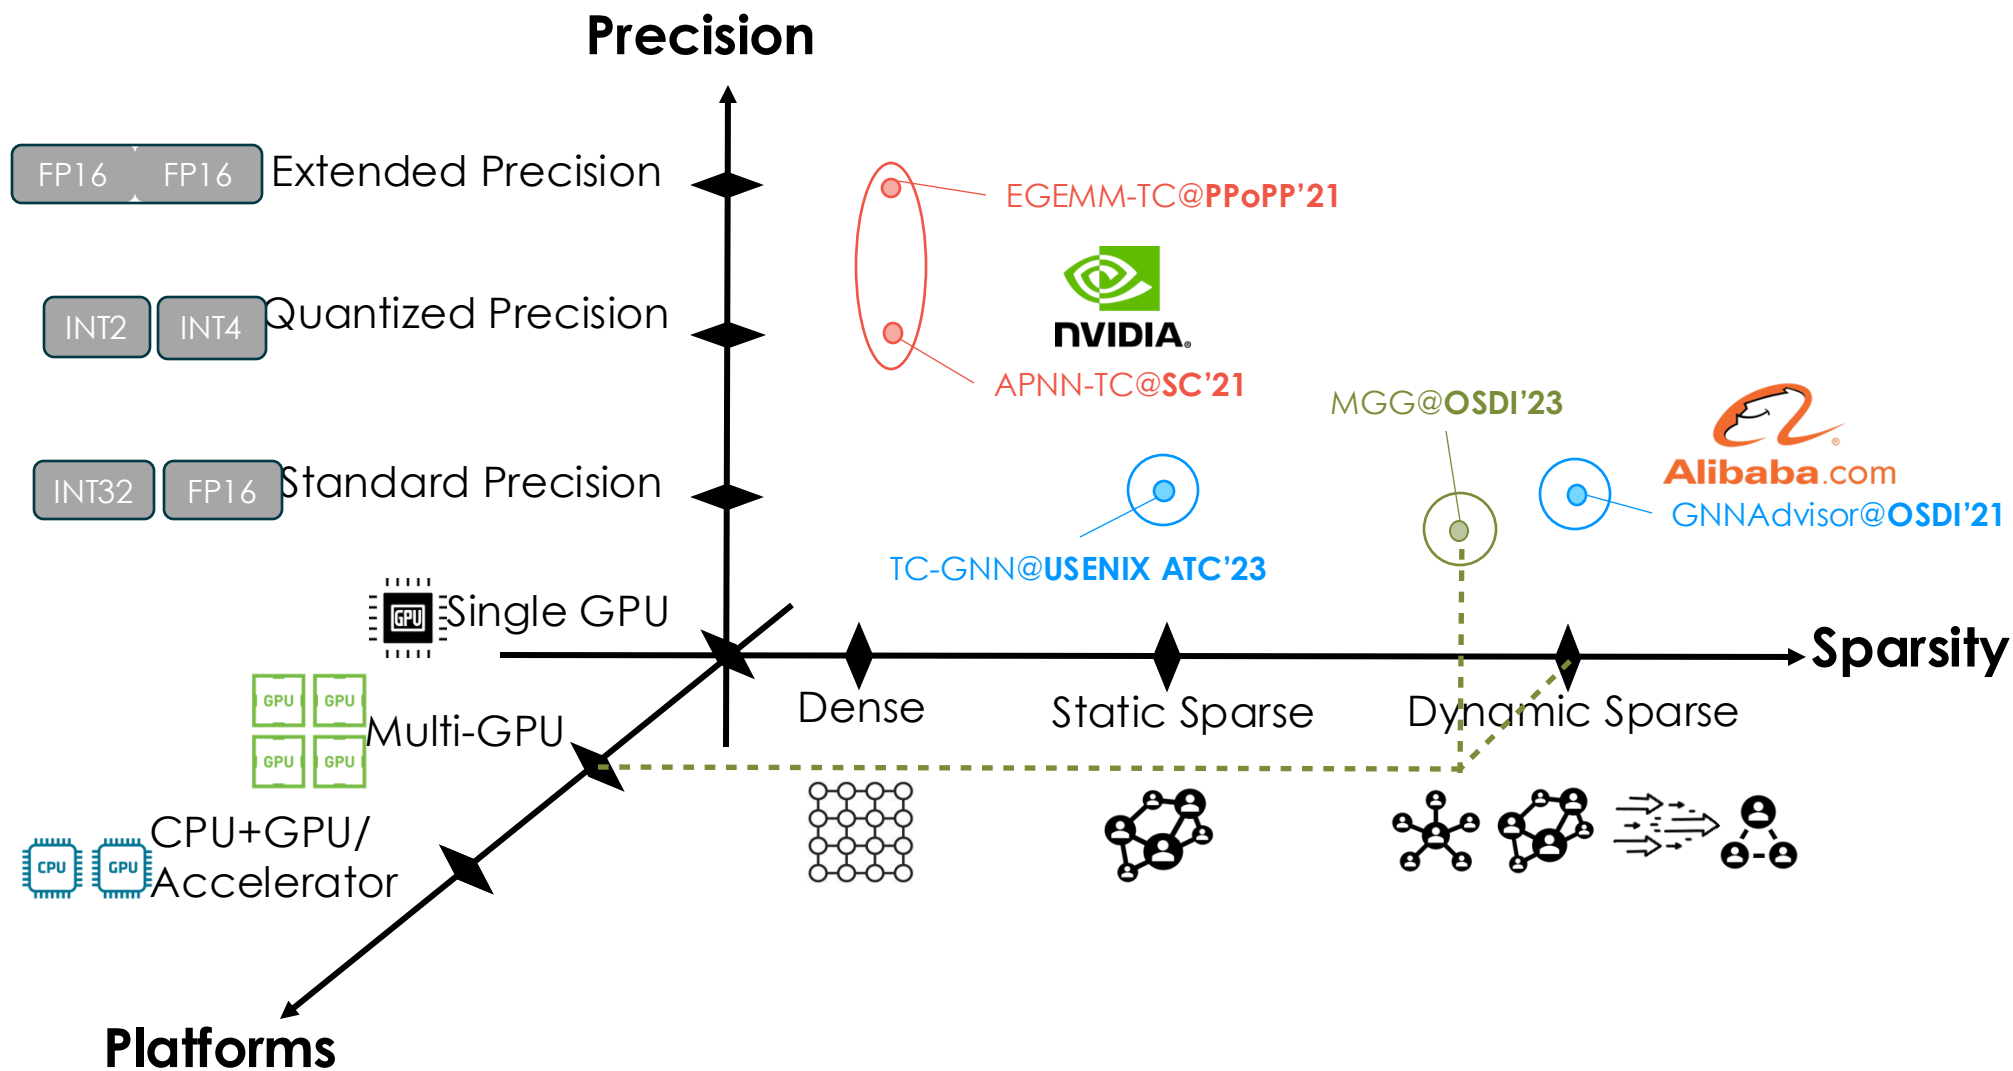 Precision
FP16 FP16 Extended Precision
EGEMM-TC@PPoPP’21
NVIDIA®
INT2 INT4 Quantized Precision
APNN-TC@SC’21
MGG@OSDI’23
Alibaba.com®
INT32 FP16 Standard Precision
GNNAdvisor@OSDI’21
TC-GNN@USENIX ATC’23
GPU Single GPU
Sparsity
Dense
Static Sparse
Dynamic Sparse
GPU GPU
Multi-GPU
GPU GPU
CPU GPU
CPU+GPU/
Accelerator
Platforms